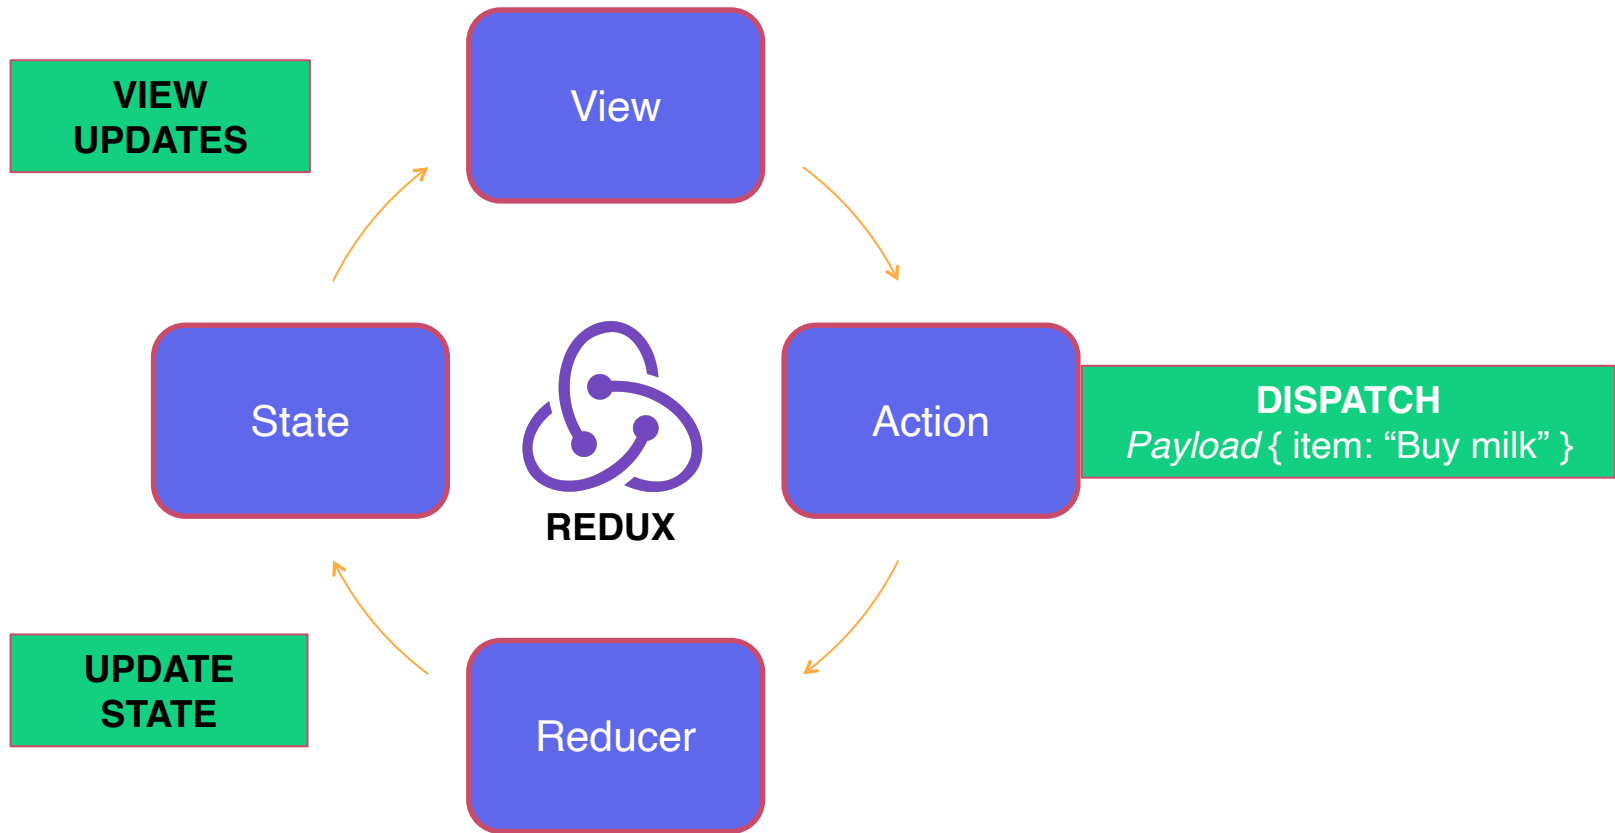 View
VIEW
UPDATES
State
REDUX
Action
DISPATCH
Payload { item: “Buy milk” }
UPDATE
STATE
Reducer